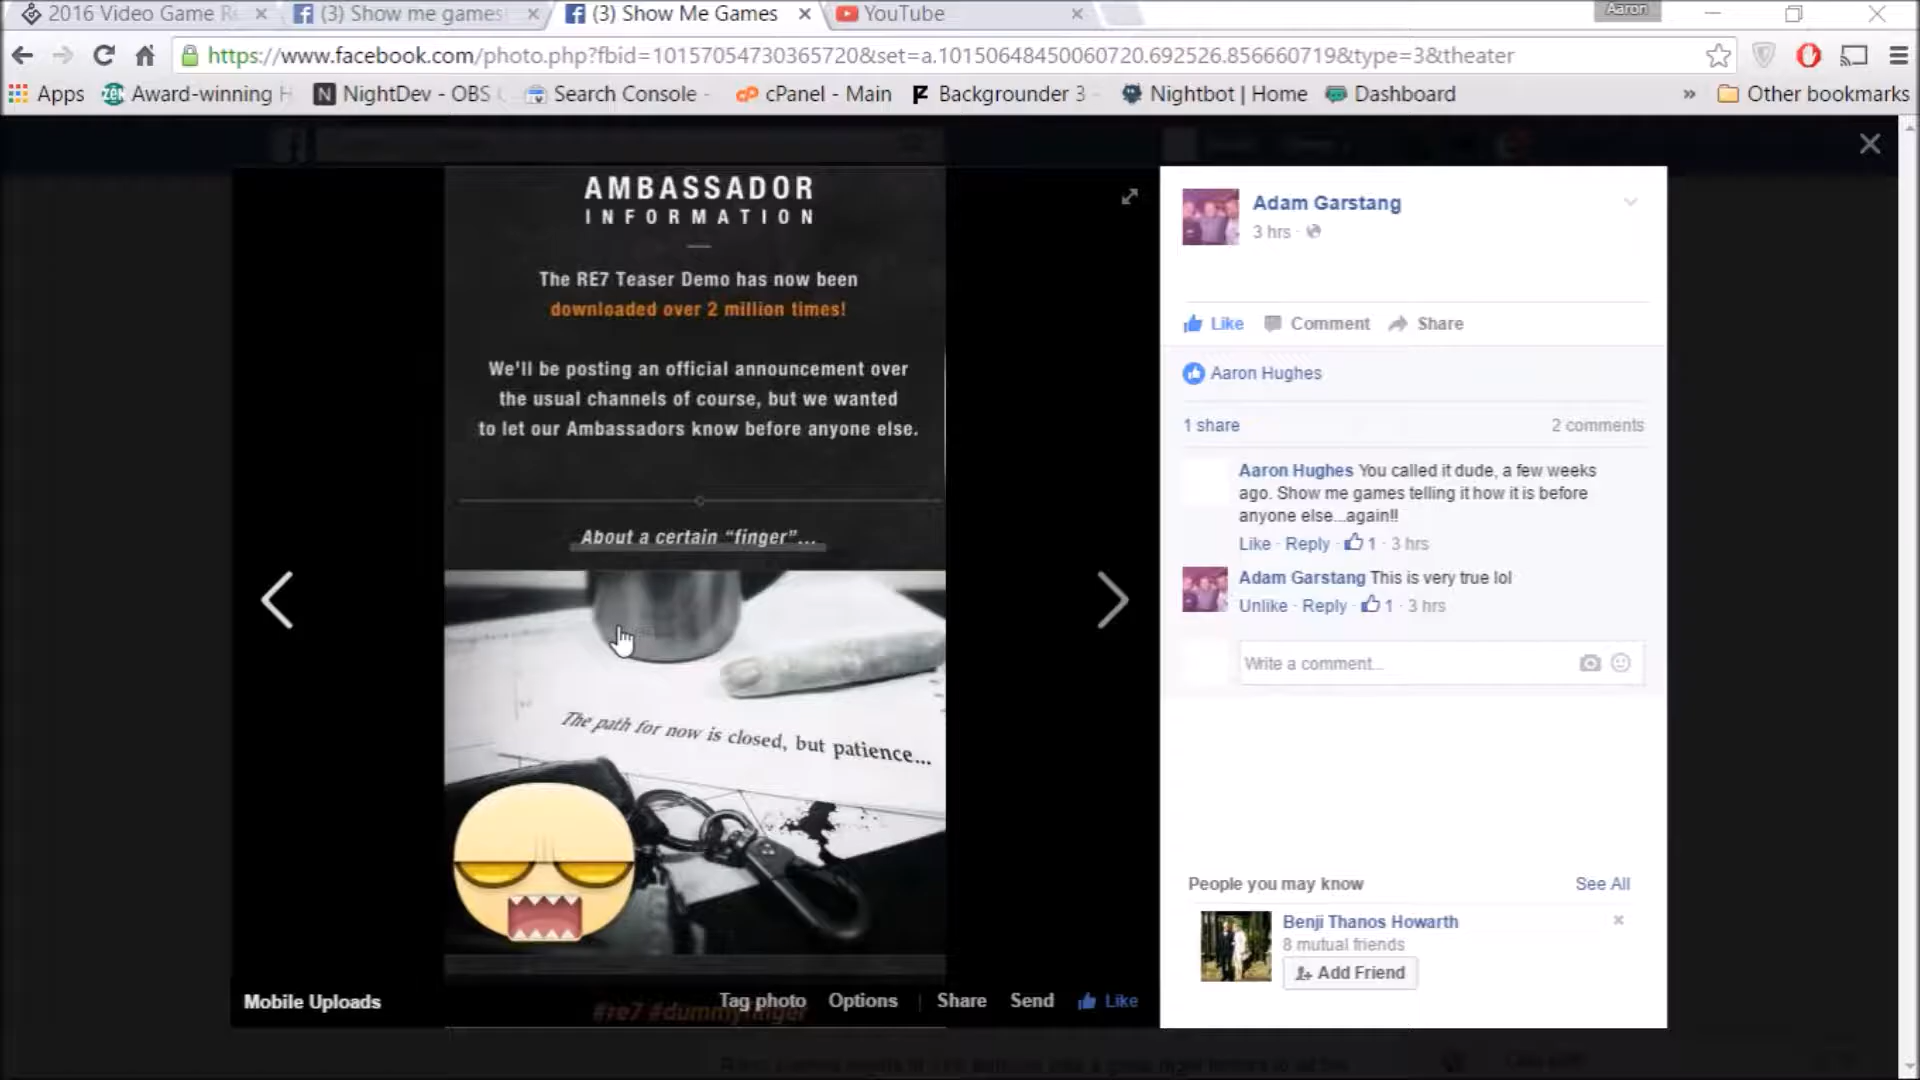 2016 Video Game R
(3) Show me games
(3) Show Me Games
YouTube
Aaron
https://www.facebook.com/photo.php?fbid=10157054730365720&set=a.10150648450060720.692526.856660719&type=3&theater
Apps
Award-winning H
NightDev - OBS
Search Console -
cPanel - Main
Backgrounder 3 -
Nightbot | Home
Dashboard
»
Other bookmarks
AMBASSADOR
INFORMATION
The RE7 Teaser Demo has now been
downloaded over 2 million times!
We'll be posting an official announcement over
the usual channels of course, but we wanted
to let our Ambassadors know before anyone else.
About a certain “finger”...
The path for now is closed, but patience...
#re7 #dummyfinger
Mobile Uploads
Tag photo
Options
Share
Send
Like
Adam Garstang
3 hrs ·
Like
Comment
Share
Aaron Hughes
1 share
2 comments
Aaron Hughes You called it dude, a few weeks
ago. Show me games telling it how it is before
anyone else...again!!
Like · Reply · 1 · 3 hrs
Adam Garstang This is very true lol
Unlike · Reply · 1 · 3 hrs
Write a comment...
People you may know
See All
Benji Thanos Howarth
8 mutual friends
Add Friend